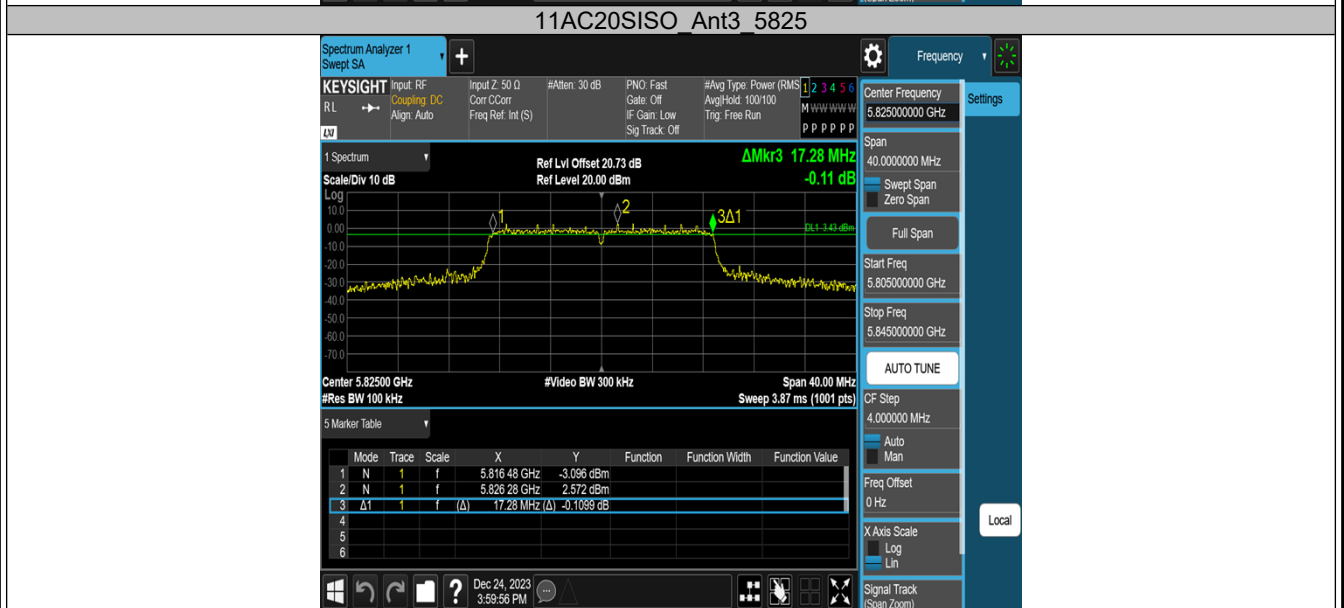 11AC20SISO_Ant3_5825
Spectrum Analyzer 1
Swept SA
Frequency
KEYSIGHT
Input: RF
Coupling: DC
Align: Auto
Input Z: 50 Ω
Corr CCorr
Freq Ref: Int (S)
#Atten: 30 dB
PNO: Fast
Gate: Off
IF Gain: Low
Sig Track: Off
#Avg Type: Power (RMS
Avg|Hold: 100/100
Trig: Free Run
1 2 3 4 5 6
M W W W W W
P P P P P P
RL
LXI
Center Frequency
5.825000000 GHz
Settings
Span
40.0000000 MHz
Swept Span
Zero Span
Full Span
Start Freq
5.805000000 GHz
Stop Freq
5.845000000 GHz
AUTO TUNE
CF Step
4.000000 MHz
Auto
Man
Freq Offset
0 Hz
X Axis Scale
Log
Lin
Signal Track
(Span Zoom)
Local
1 Spectrum
Scale/Div 10 dB
Ref Lvl Offset 20.73 dB
Ref Level 20.00 dBm
ΔMkr3 17.28 MHz
-0.11 dB
Log
10.0
0.00
-10.0
-20.0
-30.0
-40.0
-50.0
-60.0
-70.0
1
2
3Δ1
DL1 -3.43 dBm
Center 5.82500 GHz
#Video BW 300 kHz
Span 40.00 MHz
#Res BW 100 kHz
Sweep 3.87 ms (1001 pts)
5 Marker Table
Mode Trace Scale X Y Function Function Width Function Value
1 N 1 f 5.816 48 GHz -3.096 dBm
2 N 1 f 5.826 28 GHz 2.572 dBm
3 Δ1 1 f (Δ) 17.28 MHz (Δ) -0.1099 dB
4
5
6
Dec 24, 2023
3:59:56 PM